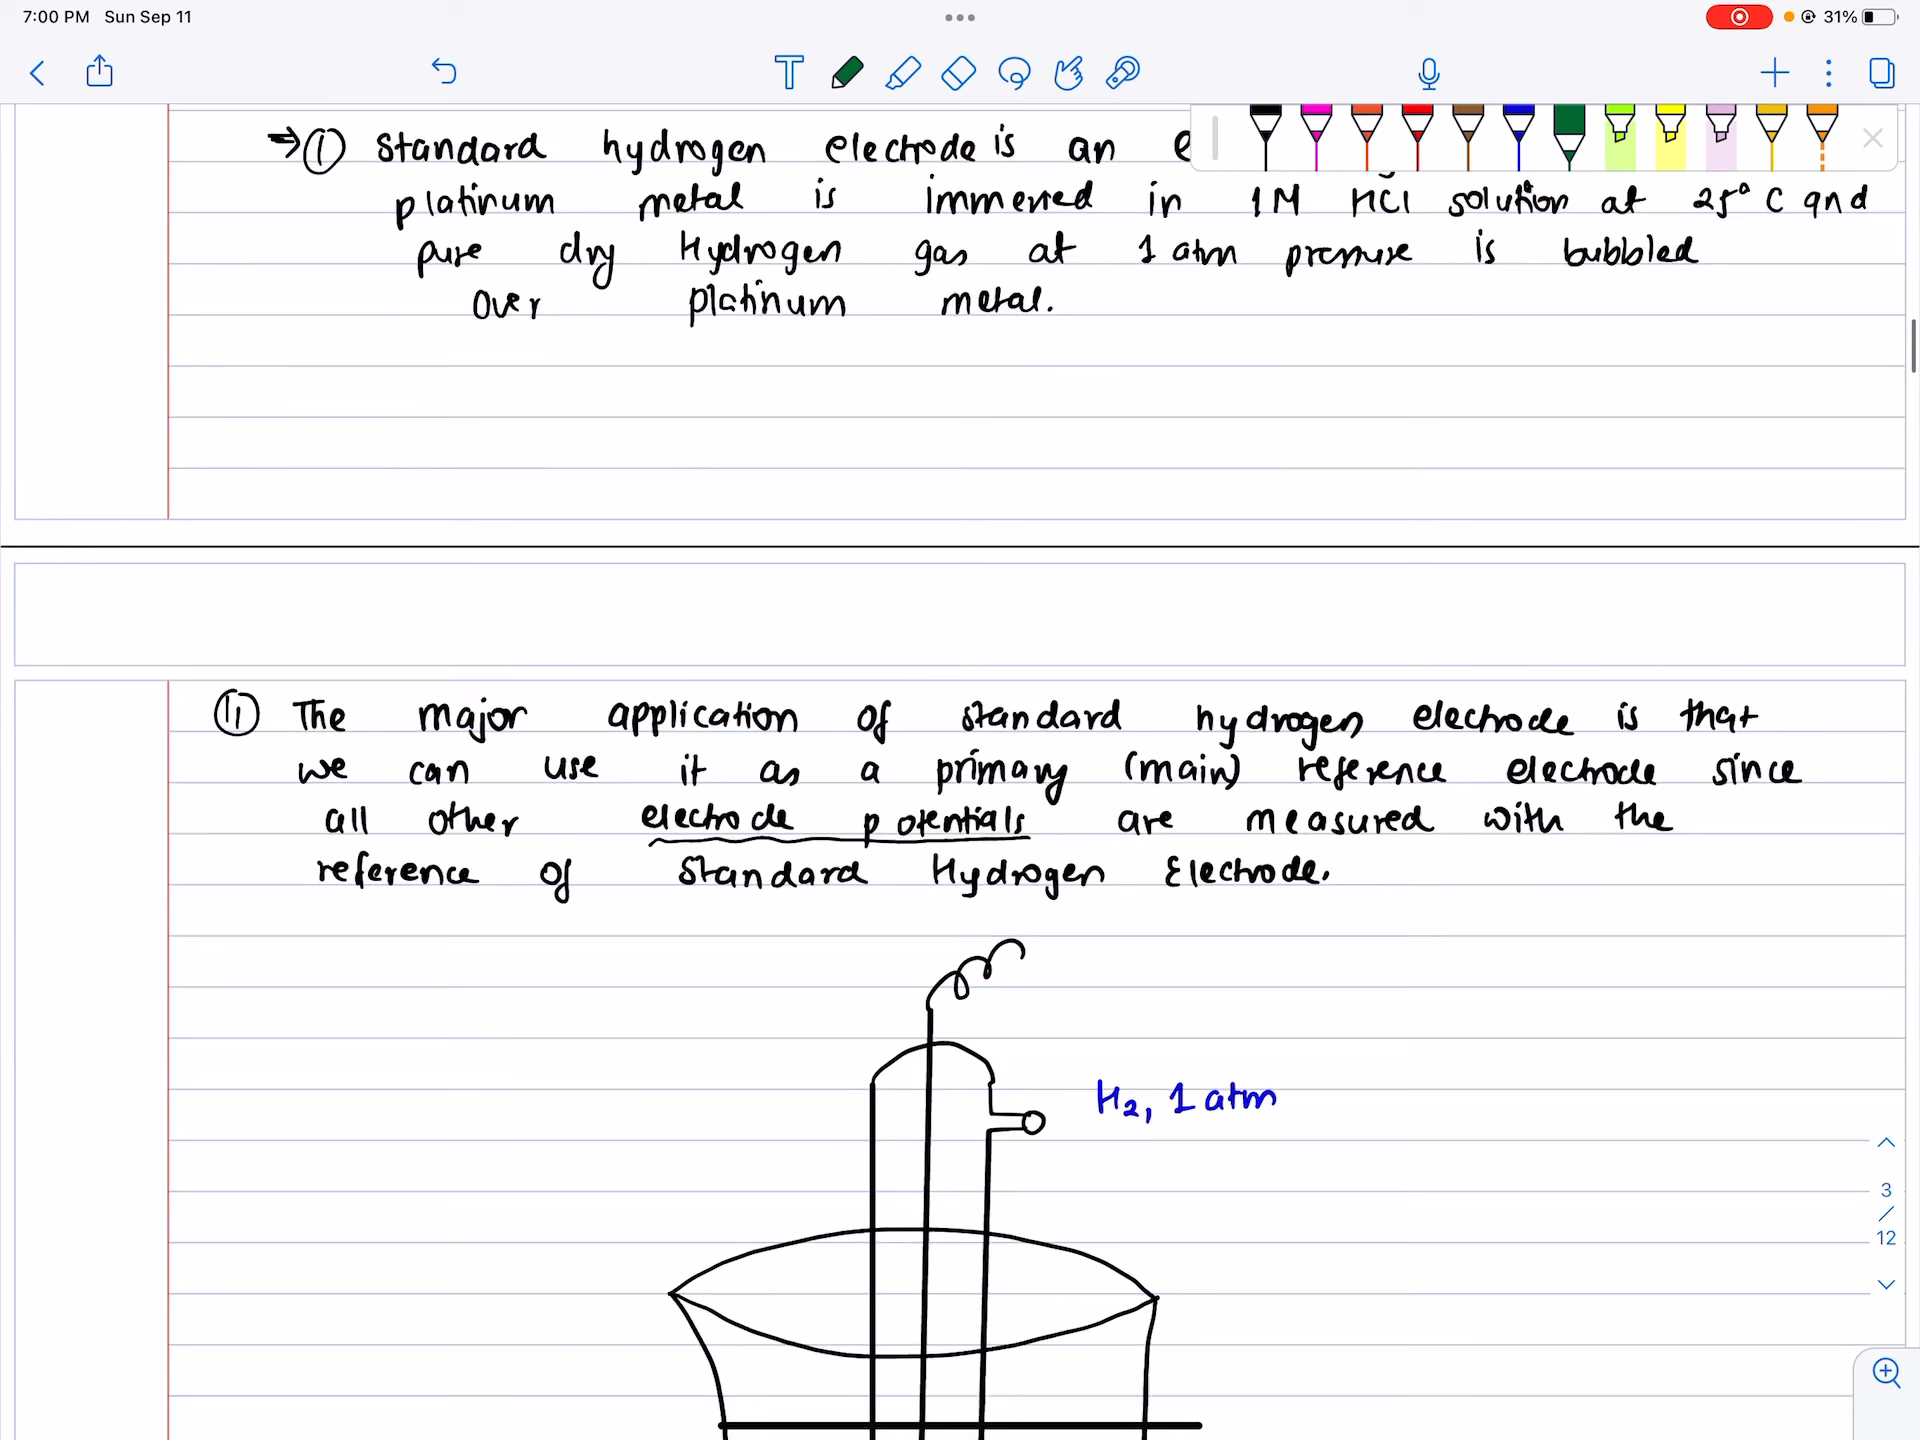 7:00 PM Sun Sep 11
31%
⇒① Standard hydrogen electrode is an
platinum metal is immersed in 1M HCl solution at 25° C and
pure dry Hydrogen gas at 1 atm pressure is bubbled
over platinum metal.
ⓘⓘ The major application of standard hydrogen electrode is that
we can use it as a primary (main) reference electrode since
all other electrode potentials are measured with the
reference of Standard Hydrogen Electrode.
H₂, 1 atm
3
/
12